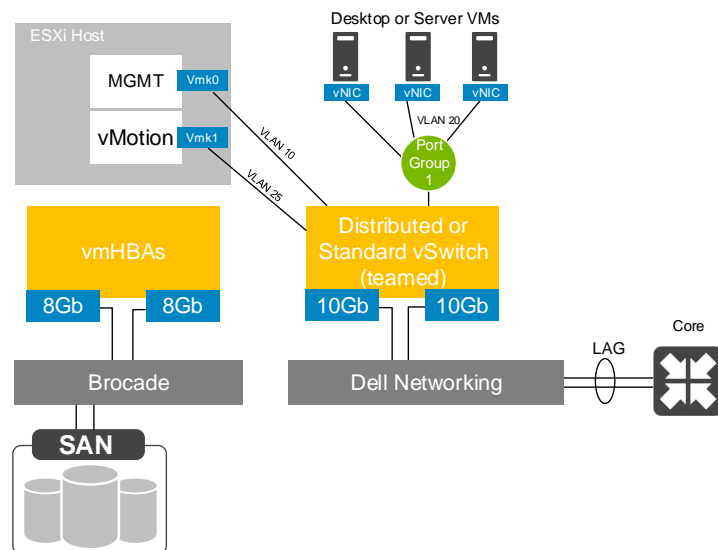 ESXi Host
MGMT
Vmk0
vMotion
Vmk1
VLAN 10
VLAN 25
Desktop or Server VMs
vNIC
vNIC
vNIC
VLAN 20
Port
Group
1
vmHBAs
8Gb
8Gb
Distributed or
Standard vSwitch
(teamed)
10Gb
10Gb
Brocade
Dell Networking
LAG
Core
SAN